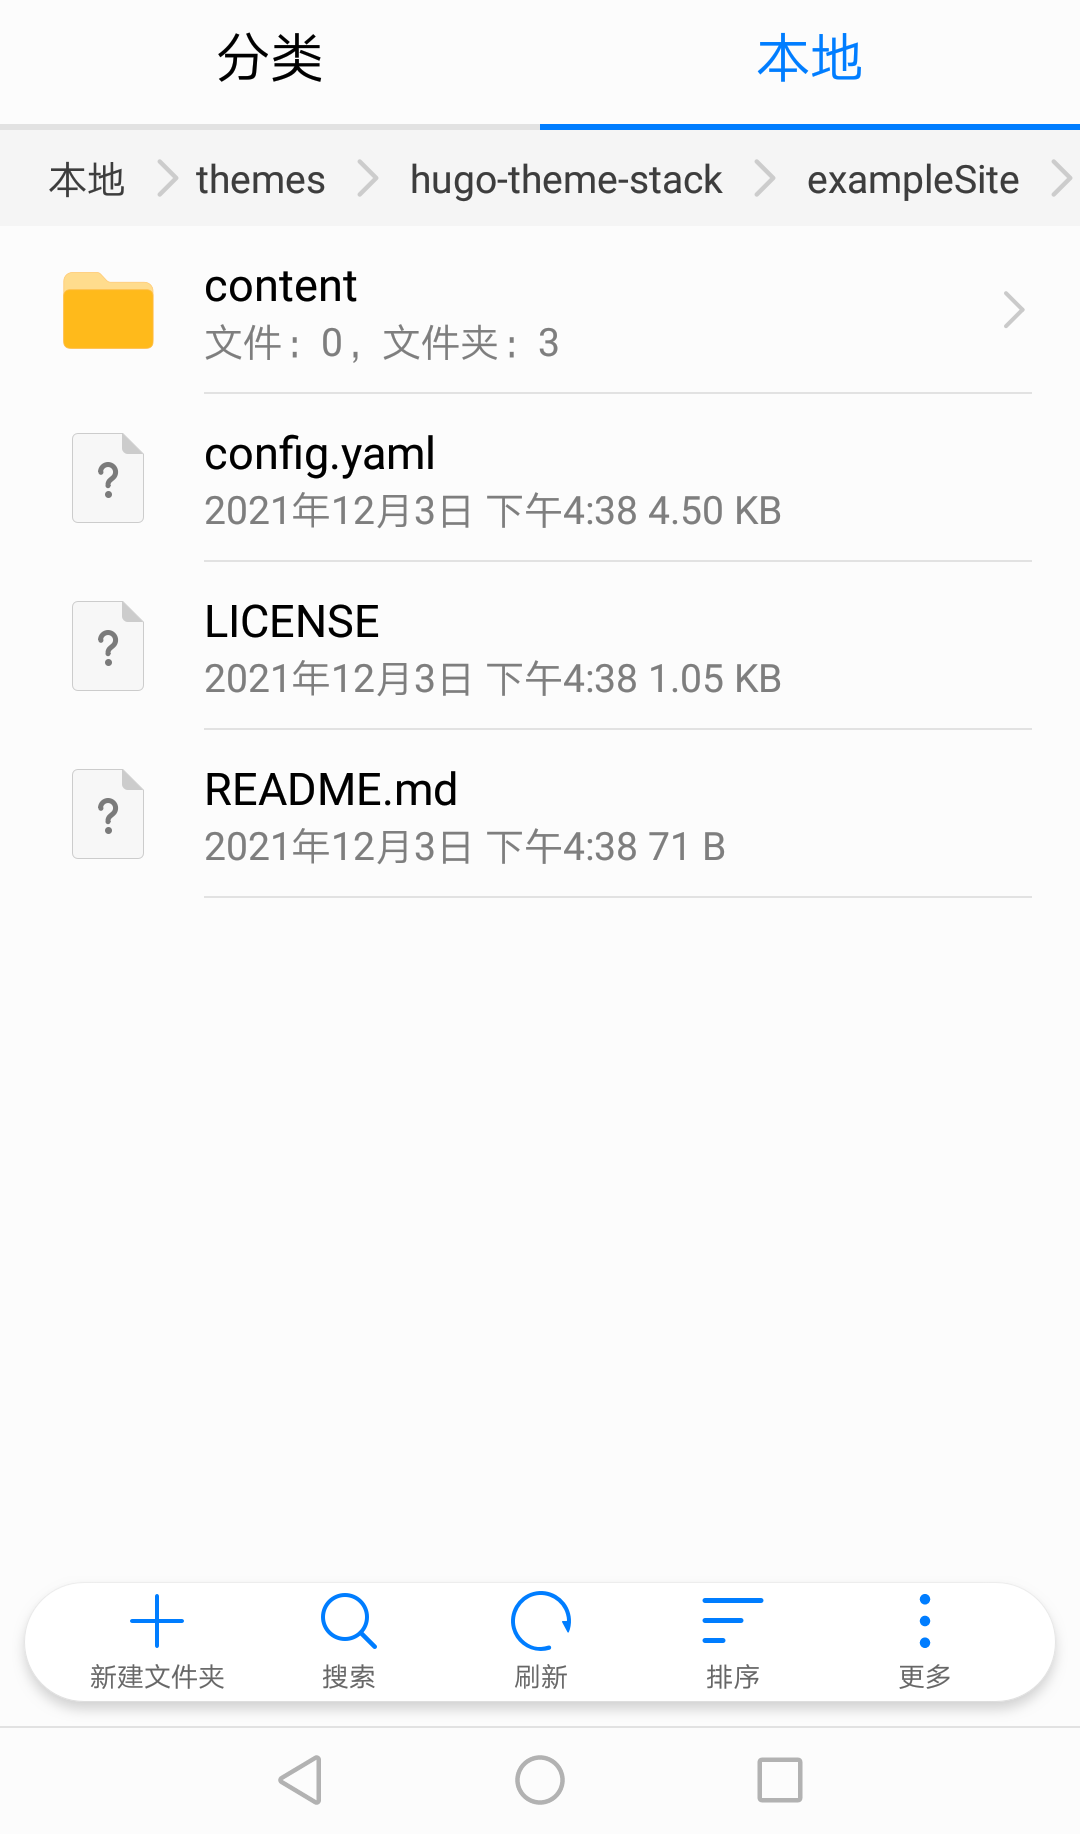 分类 本地
本地 themes hugo-theme-stack exampleSite
content
文件：0，文件夹：3
config.yaml
2021年12月3日 下午4:38 4.50 KB
LICENSE
2021年12月3日 下午4:38 1.05 KB
README.md
2021年12月3日 下午4:38 71 B
新建文件夹 搜索 刷新 排序 更多